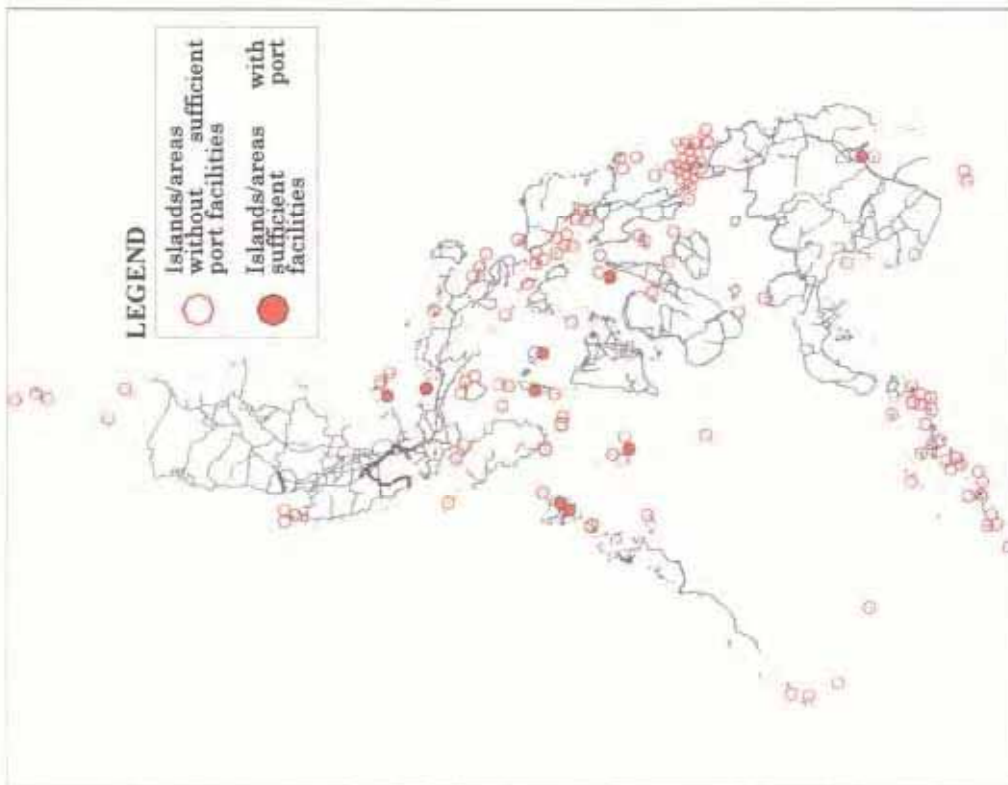 LEGEND
Islands/areas
without sufficient
port facilities
Islands/areas with
sufficient port
facilities